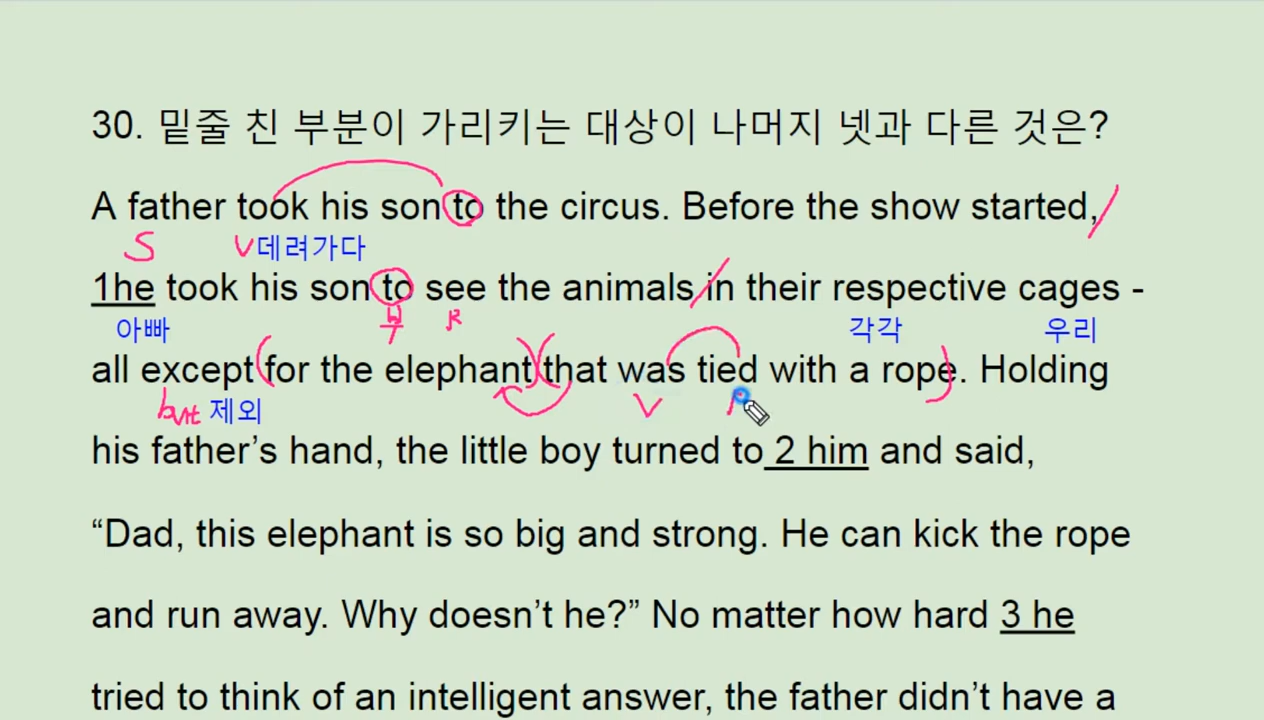 30. 밑줄 친 부분이 가리키는 대상이 나머지 넷과 다른 것은?
A father took his son to the circus. Before the show started,
S V 데려가다
1he took his son to see the animals in their respective cages -
아빠 각각 우리
all except for the elephant that was tied with a rope. Holding
but 제외 V
his father’s hand, the little boy turned to 2 him and said,
“Dad, this elephant is so big and strong. He can kick the rope
and run away. Why doesn’t he?” No matter how hard 3 he
tried to think of an intelligent answer, the father didn’t have a